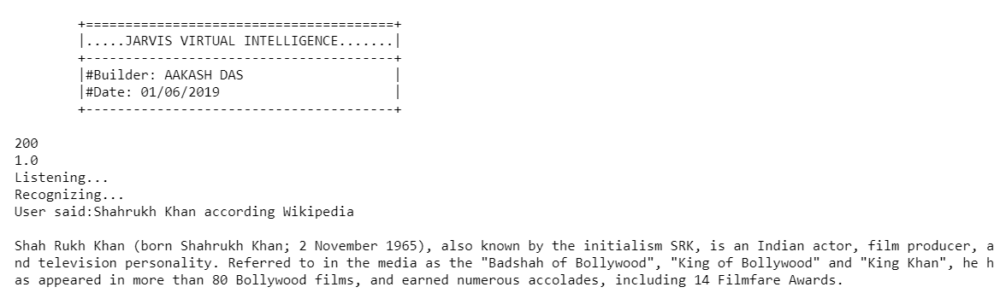 +=======================================+
|.....JARVIS VIRTUAL INTELLIGENCE.......|
+---------------------------------------+
|#Builder: AAKASH DAS                   |
|#Date: 01/06/2019                      |
+---------------------------------------+
200
1.0
Listening...
Recognizing...
User said:Shahrukh Khan according Wikipedia
Shah Rukh Khan (born Shahrukh Khan; 2 November 1965), also known by the initialism SRK, is an Indian actor, film producer, a
nd television personality. Referred to in the media as the "Badshah of Bollywood", "King of Bollywood" and "King Khan", he h
as appeared in more than 80 Bollywood films, and earned numerous accolades, including 14 Filmfare Awards.